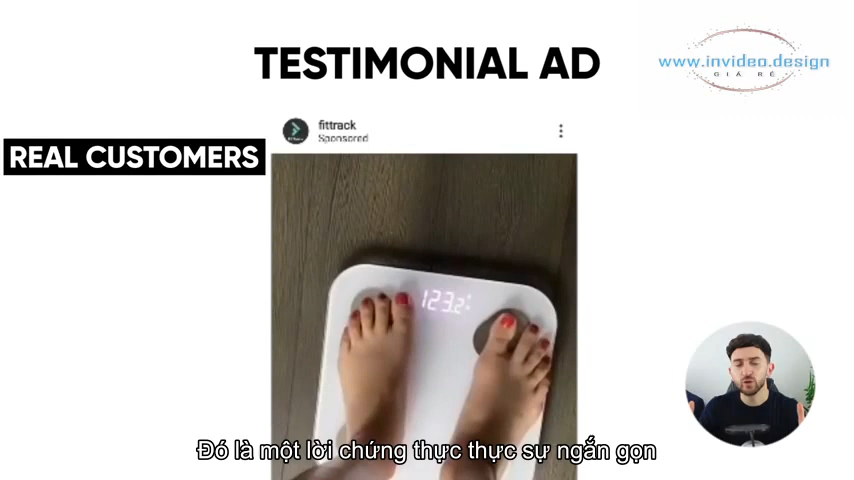 TESTIMONIAL AD
www.invideo.design
GIÁ RẺ
fittrack
Sponsored
REAL CUSTOMERS
123.2
Đó là một lời chứng thực thực sự ngắn gọn